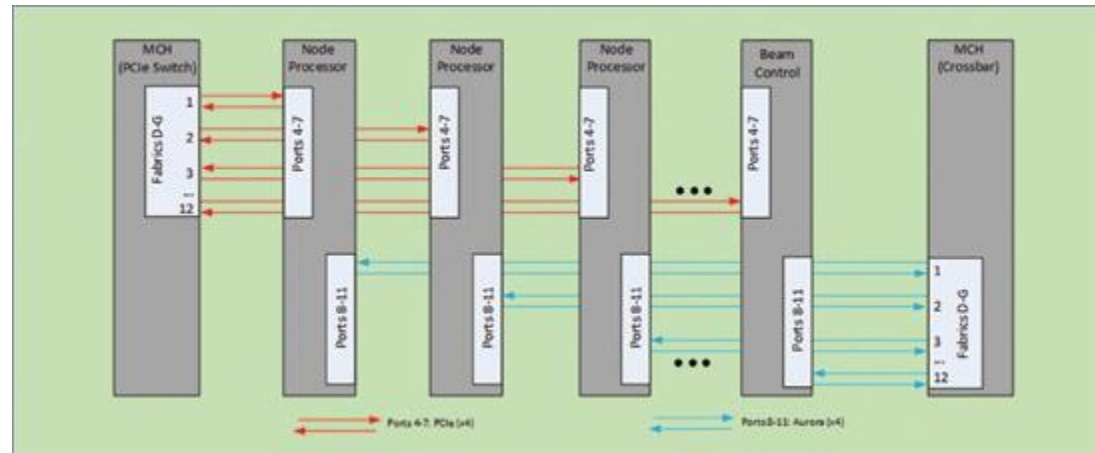 MCH
(PCIe Switch)
Node
Processor
Node
Processor
Node
Processor
Beam
Control
MCH
(Crossbar)
Fabrics D-G
1
2
3
...
12
Ports 4-7
Ports 4-7
Ports 4-7
Ports 4-7
•••
Ports 8-11
Ports 8-11
Ports 8-11
Ports 8-11
•••
1
2
3
...
12
Fabrics D-G
Ports 4-7: PCIe (x4)
Ports 8-11: Aurora (x4)